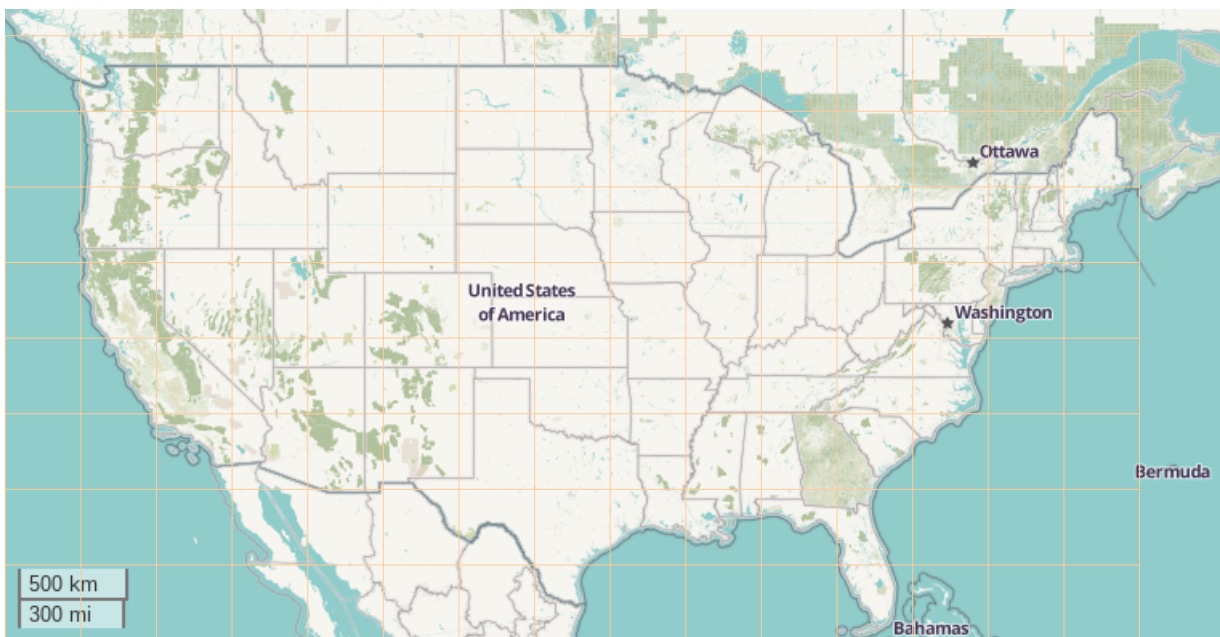 Ottawa
United States
of America
Washington
Bermuda
500 km
300 mi
Bahamas